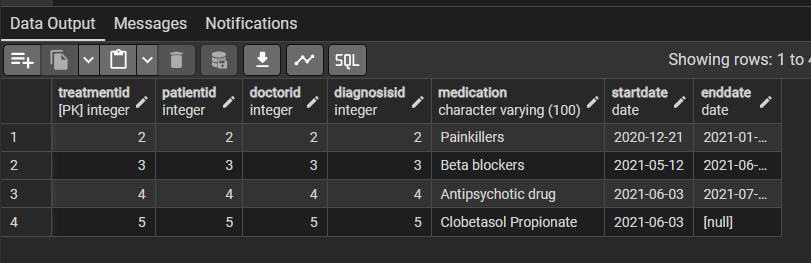 Data Output Messages Notifications
SQL Showing rows: 1 to
treatmentid patientid doctorid diagnosisid medication startdate enddate
[PK] integer integer integer integer character varying (100) date date
1 2 2 2 2 Painkillers 2020-12-21 2021-01-...
2 3 3 3 3 Beta blockers 2021-05-12 2021-06-...
3 4 4 4 4 Antipsychotic drug 2021-06-03 2021-07-...
4 5 5 5 5 Clobetasol Propionate 2021-06-03 [null]